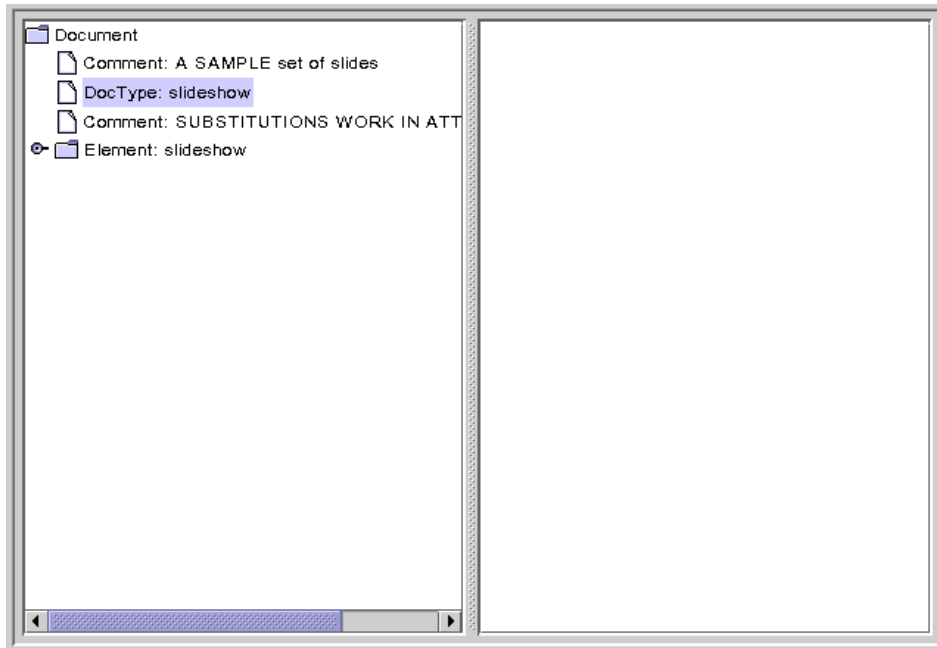 Document
Comment: A SAMPLE set of slides
DocType: slideshow
Comment: SUBSTITUTIONS WORK IN ATT
Element: slideshow